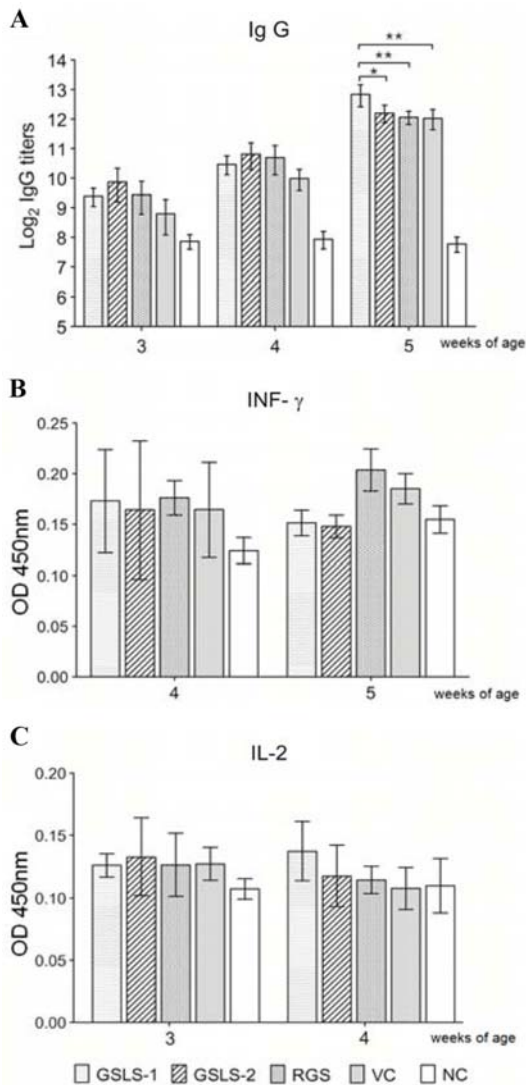 A
Ig G
**
**
*
Log2 IgG titers
14
13
12
11
10
9
8
7
6
5
3 4 5 weeks of age
B
INF- γ
OD 450nm
0.25
0.20
0.15
0.10
0.05
0.00
4 5 weeks of age
C
IL-2
OD 450nm
0.20
0.15
0.10
0.05
0.00
3 4 weeks of age
GSLS-1 GSLS-2 RGS VC NC